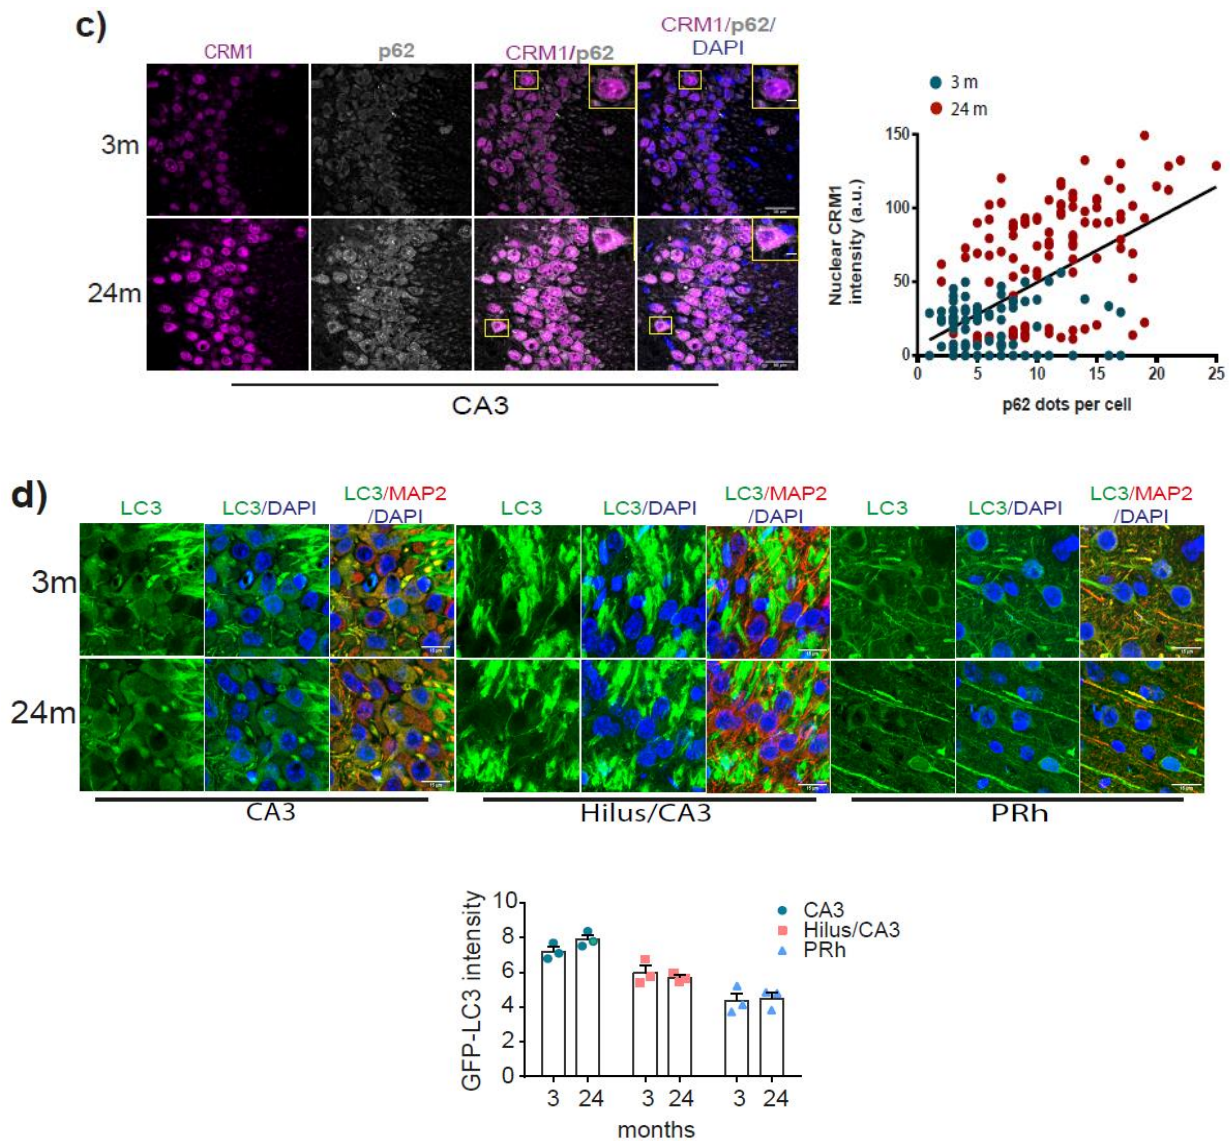 c)
CRM1
p62
CRM1/p62
CRM1/p62/
DAPI
3m
24m
CA3
3 m
24 m
Nuclear CRM1
intensity (a.u.)
150
100
50
0
0 5 10 15 20 25
p62 dots per cell
d)
LC3
LC3/DAPI
LC3/MAP2
/DAPI
LC3
LC3/DAPI
LC3/MAP2
/DAPI
LC3
LC3/DAPI
LC3/MAP2
/DAPI
3m
24m
CA3
Hilus/CA3
PRh
GFP-LC3 intensity
10
8
6
4
2
0
CA3
Hilus/CA3
PRh
3 24 3 24 3 24
months